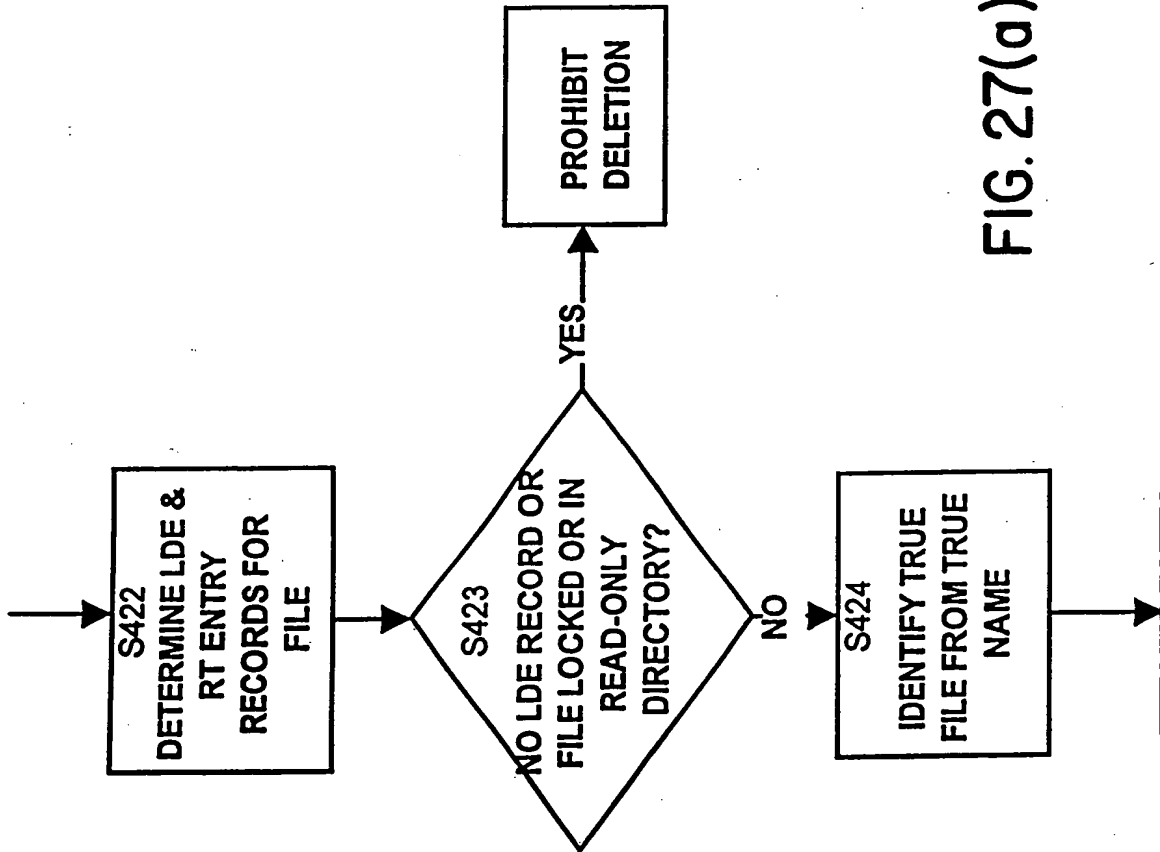 S422
DETERMINE LDE &
RT ENTRY
RECORDS FOR
FILE
S423
NO LDE RECORD OR
FILE LOCKED OR IN
READ-ONLY
DIRECTORY?
YES
PROHIBIT
DELETION
NO
S424
IDENTIFY TRUE
FILE FROM TRUE
NAME
FIG. 27(a)